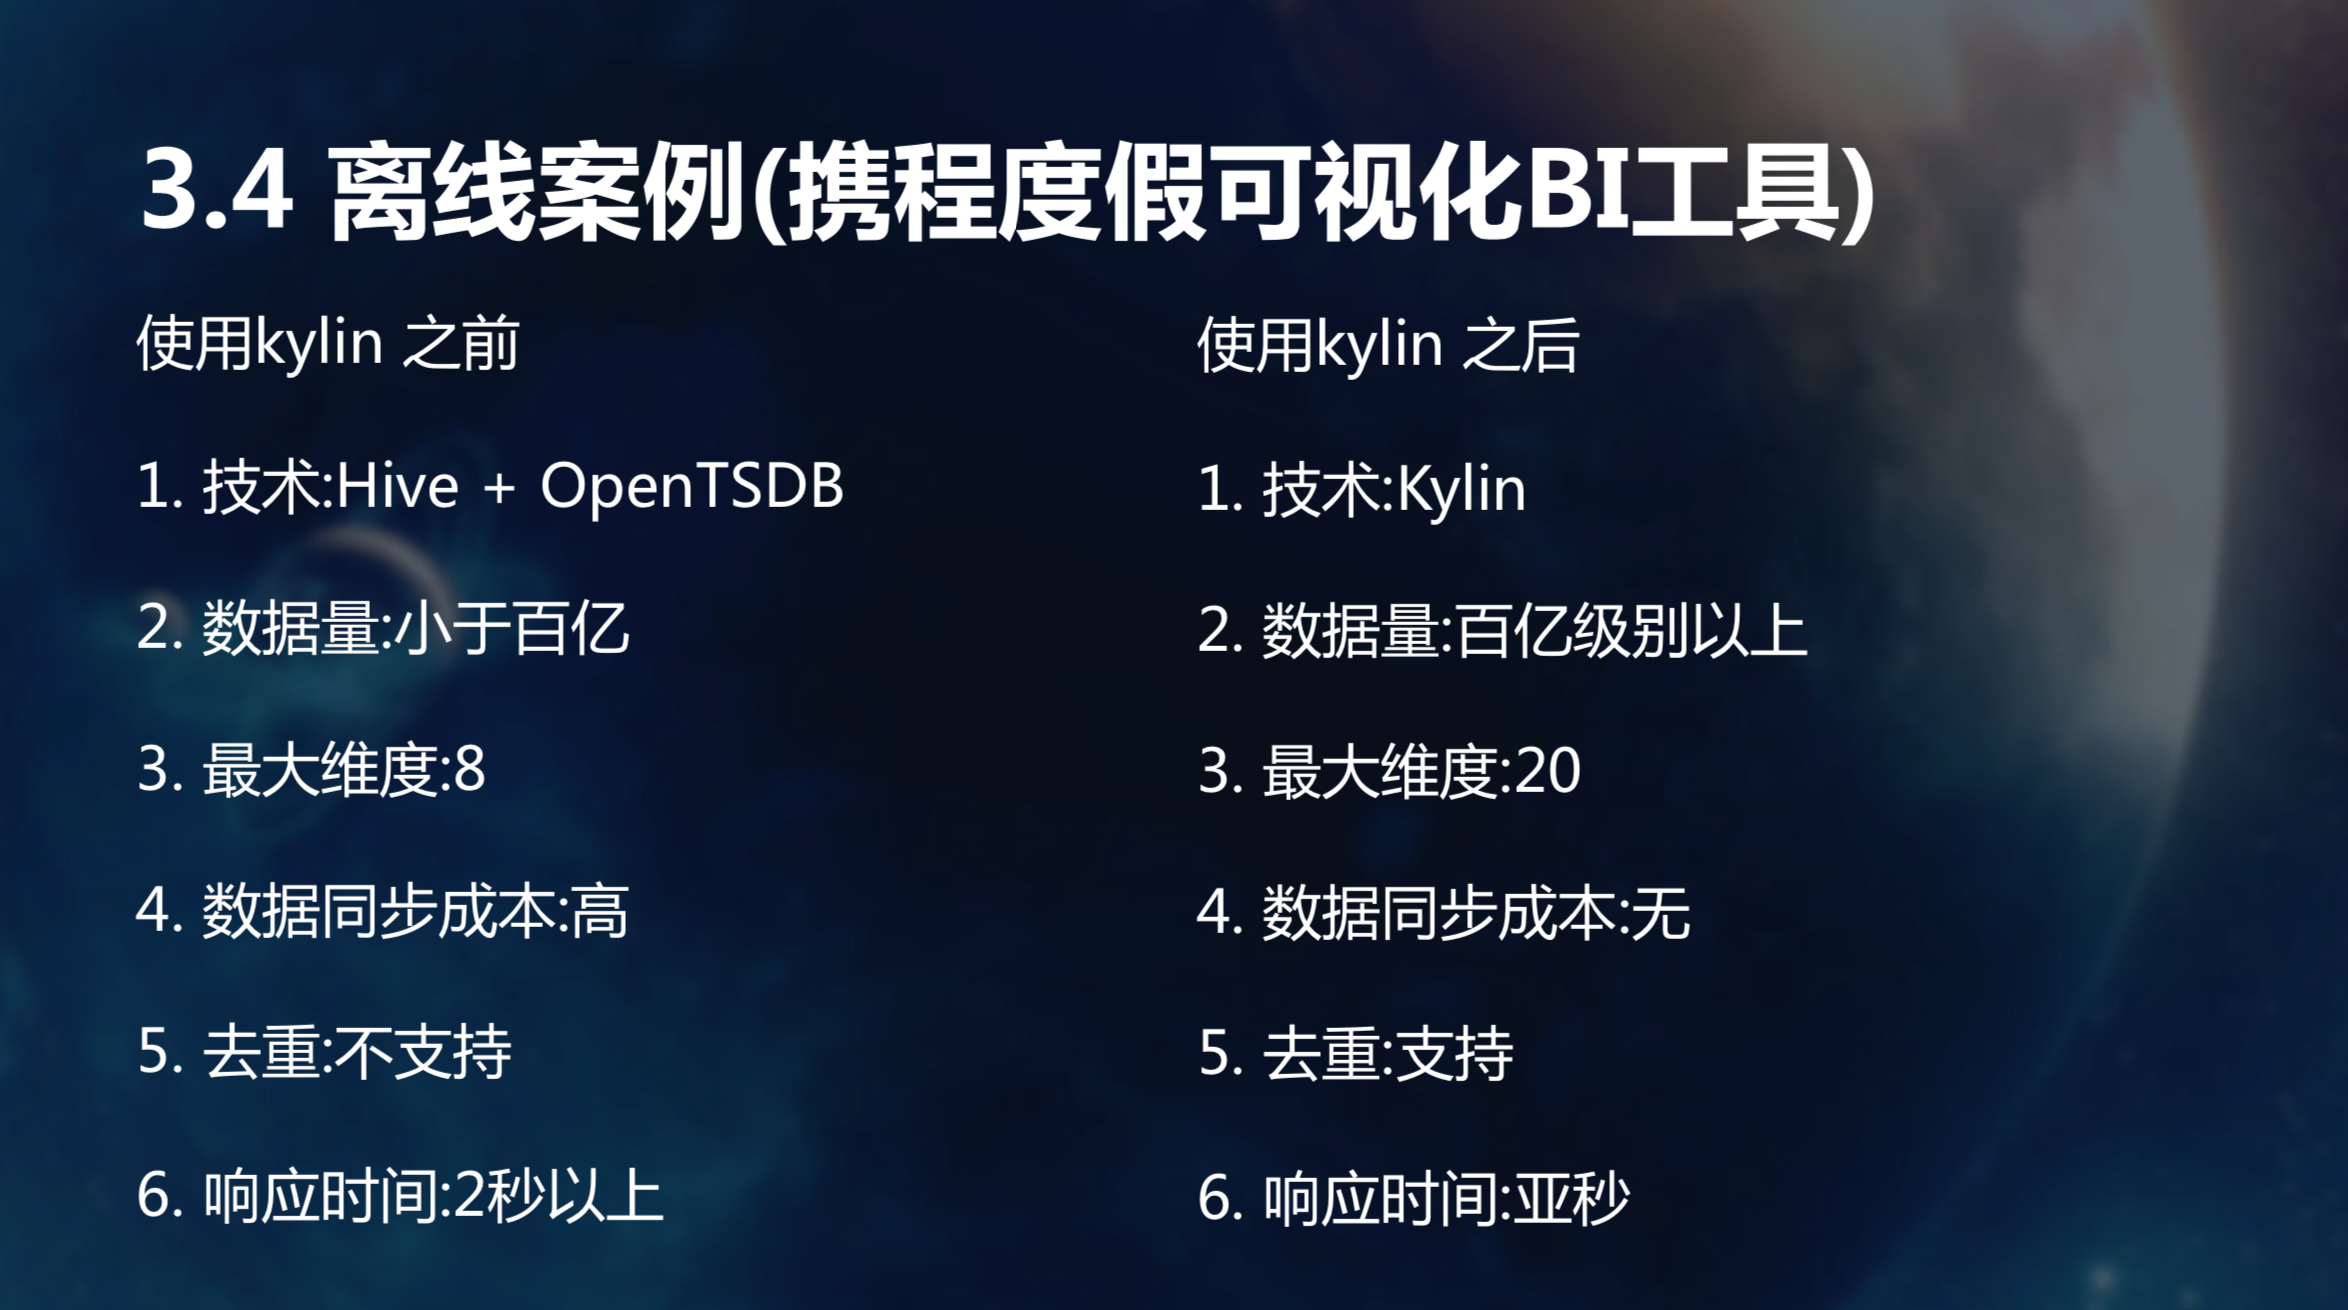 3.4 离线案例(携程度假可视化BI工具)
使用kylin 之前
1. 技术:Hive + OpenTSDB
2. 数据量:小于百亿
3. 最大维度:8
4. 数据同步成本:高
5. 去重:不支持
6. 响应时间:2秒以上
使用kylin 之后
1. 技术:Kylin
2. 数据量:百亿级别以上
3. 最大维度:20
4. 数据同步成本:无
5. 去重:支持
6. 响应时间:亚秒